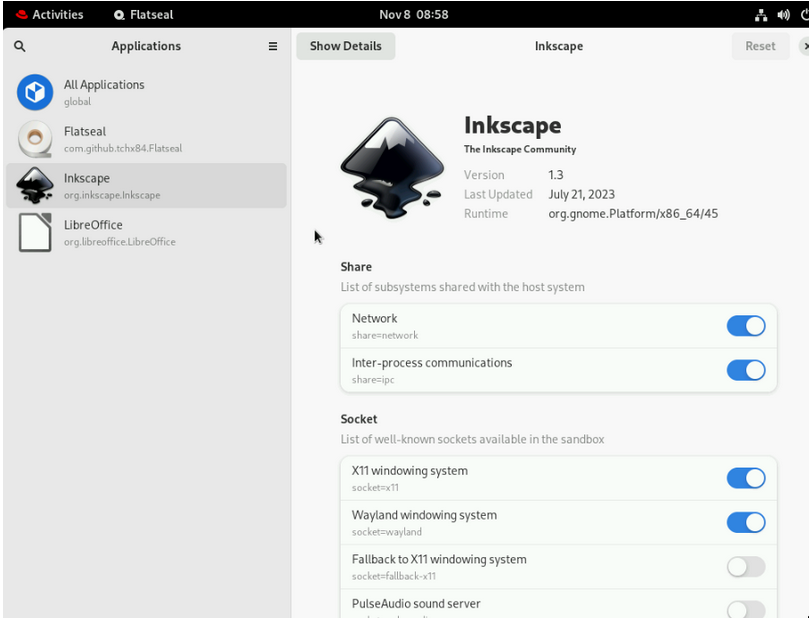 Activities Flatseal Nov 8 08:58
Applications Show Details Inkscape Reset
All Applications
global
Flatseal
com.github.tchx84.Flatseal
Inkscape
org.inkscape.Inkscape
LibreOffice
org.libreoffice.LibreOffice
Inkscape
The Inkscape Community
Version 1.3
Last Updated July 21, 2023
Runtime org.gnome.Platform/x86_64/45
Share
List of subsystems shared with the host system
Network
share=network
Inter-process communications
share=ipc
Socket
List of well-known sockets available in the sandbox
X11 windowing system
socket=x11
Wayland windowing system
socket=wayland
Fallback to X11 windowing system
socket=fallback-x11
PulseAudio sound server